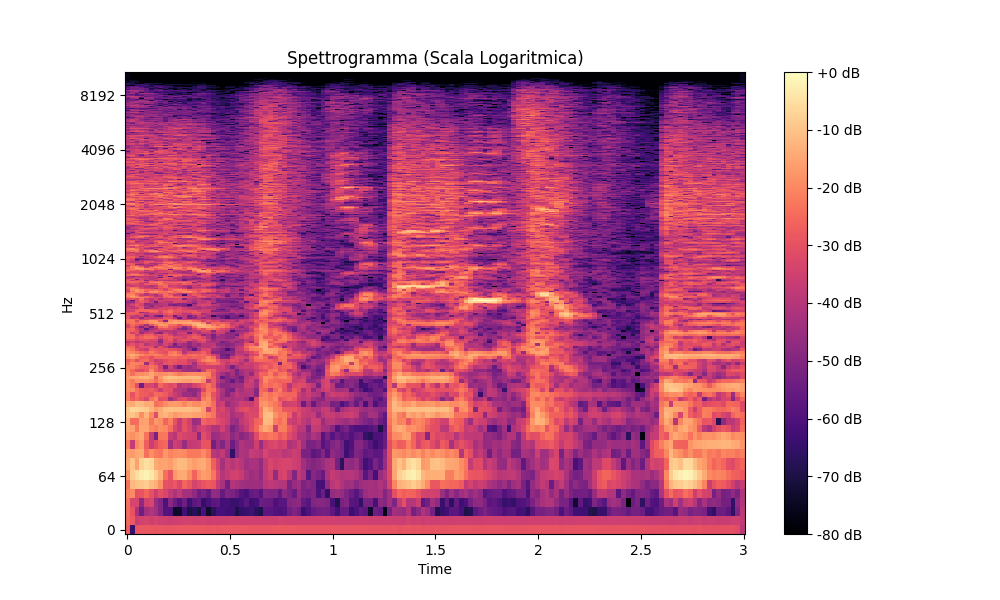 Spettrogramma (Scala Logaritmica)
Hz
8192
4096
2048
1024
512
256
128
64
0
0 0.5 1 1.5 2 2.5 3
Time
+0 dB
-10 dB
-20 dB
-30 dB
-40 dB
-50 dB
-60 dB
-70 dB
-80 dB